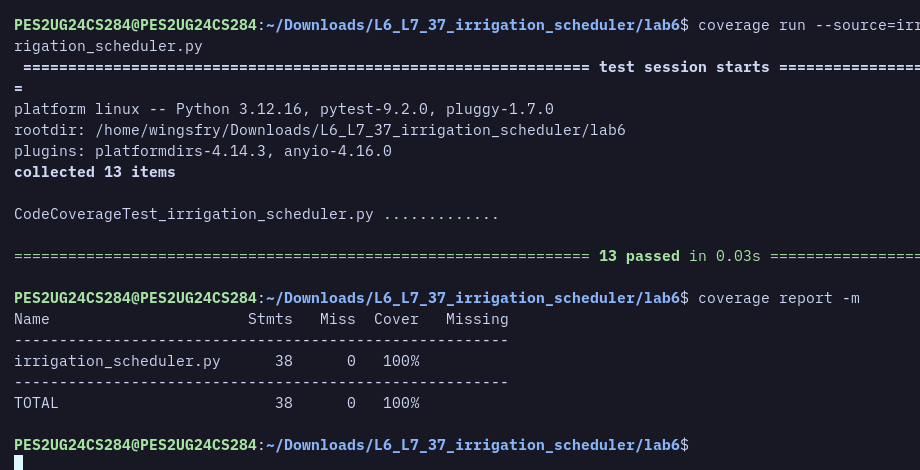 PES2UG24CS284@PES2UG24CS284:~/Downloads/L6_L7_37_irrigation_scheduler/lab6$ coverage run --source=irr
rigation_scheduler.py
=============================================================== test session starts ================
=
platform linux -- Python 3.12.16, pytest-9.2.0, pluggy-1.7.0
rootdir: /home/wingsfry/Downloads/L6_L7_37_irrigation_scheduler/lab6
plugins: platformdirs-4.14.3, anyio-4.16.0
collected 13 items

CodeCoverageTest_irrigation_scheduler.py .............

================================================================ 13 passed in 0.03s =================

PES2UG24CS284@PES2UG24CS284:~/Downloads/L6_L7_37_irrigation_scheduler/lab6$ coverage report -m
Name                      Stmts   Miss  Cover   Missing
-------------------------------------------------------
irrigation_scheduler.py      38      0   100%
-------------------------------------------------------
TOTAL                        38      0   100%

PES2UG24CS284@PES2UG24CS284:~/Downloads/L6_L7_37_irrigation_scheduler/lab6$